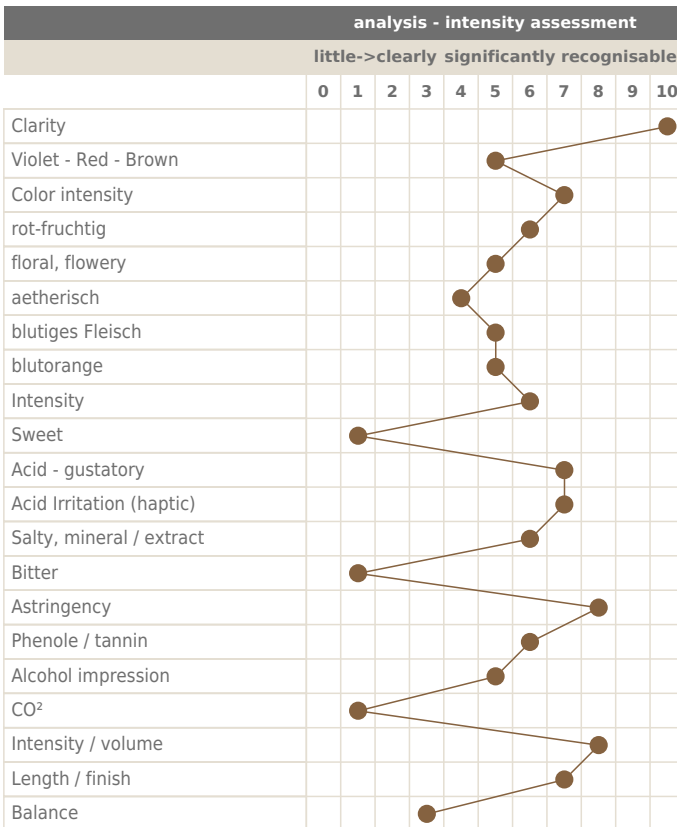 analysis - intensity assessment
little->clearly significantly recognisable
0 1 2 3 4 5 6 7 8 9 10
Clarity
Violet - Red - Brown
Color intensity
rot-fruchtig
floral, flowery
aetherisch
blutiges Fleisch
blutorange
Intensity
Sweet
Acid - gustatory
Acid Irritation (haptic)
Salty, mineral / extract
Bitter
Astringency
Phenole / tannin
Alcohol impression
CO²
Intensity / volume
Length / finish
Balance